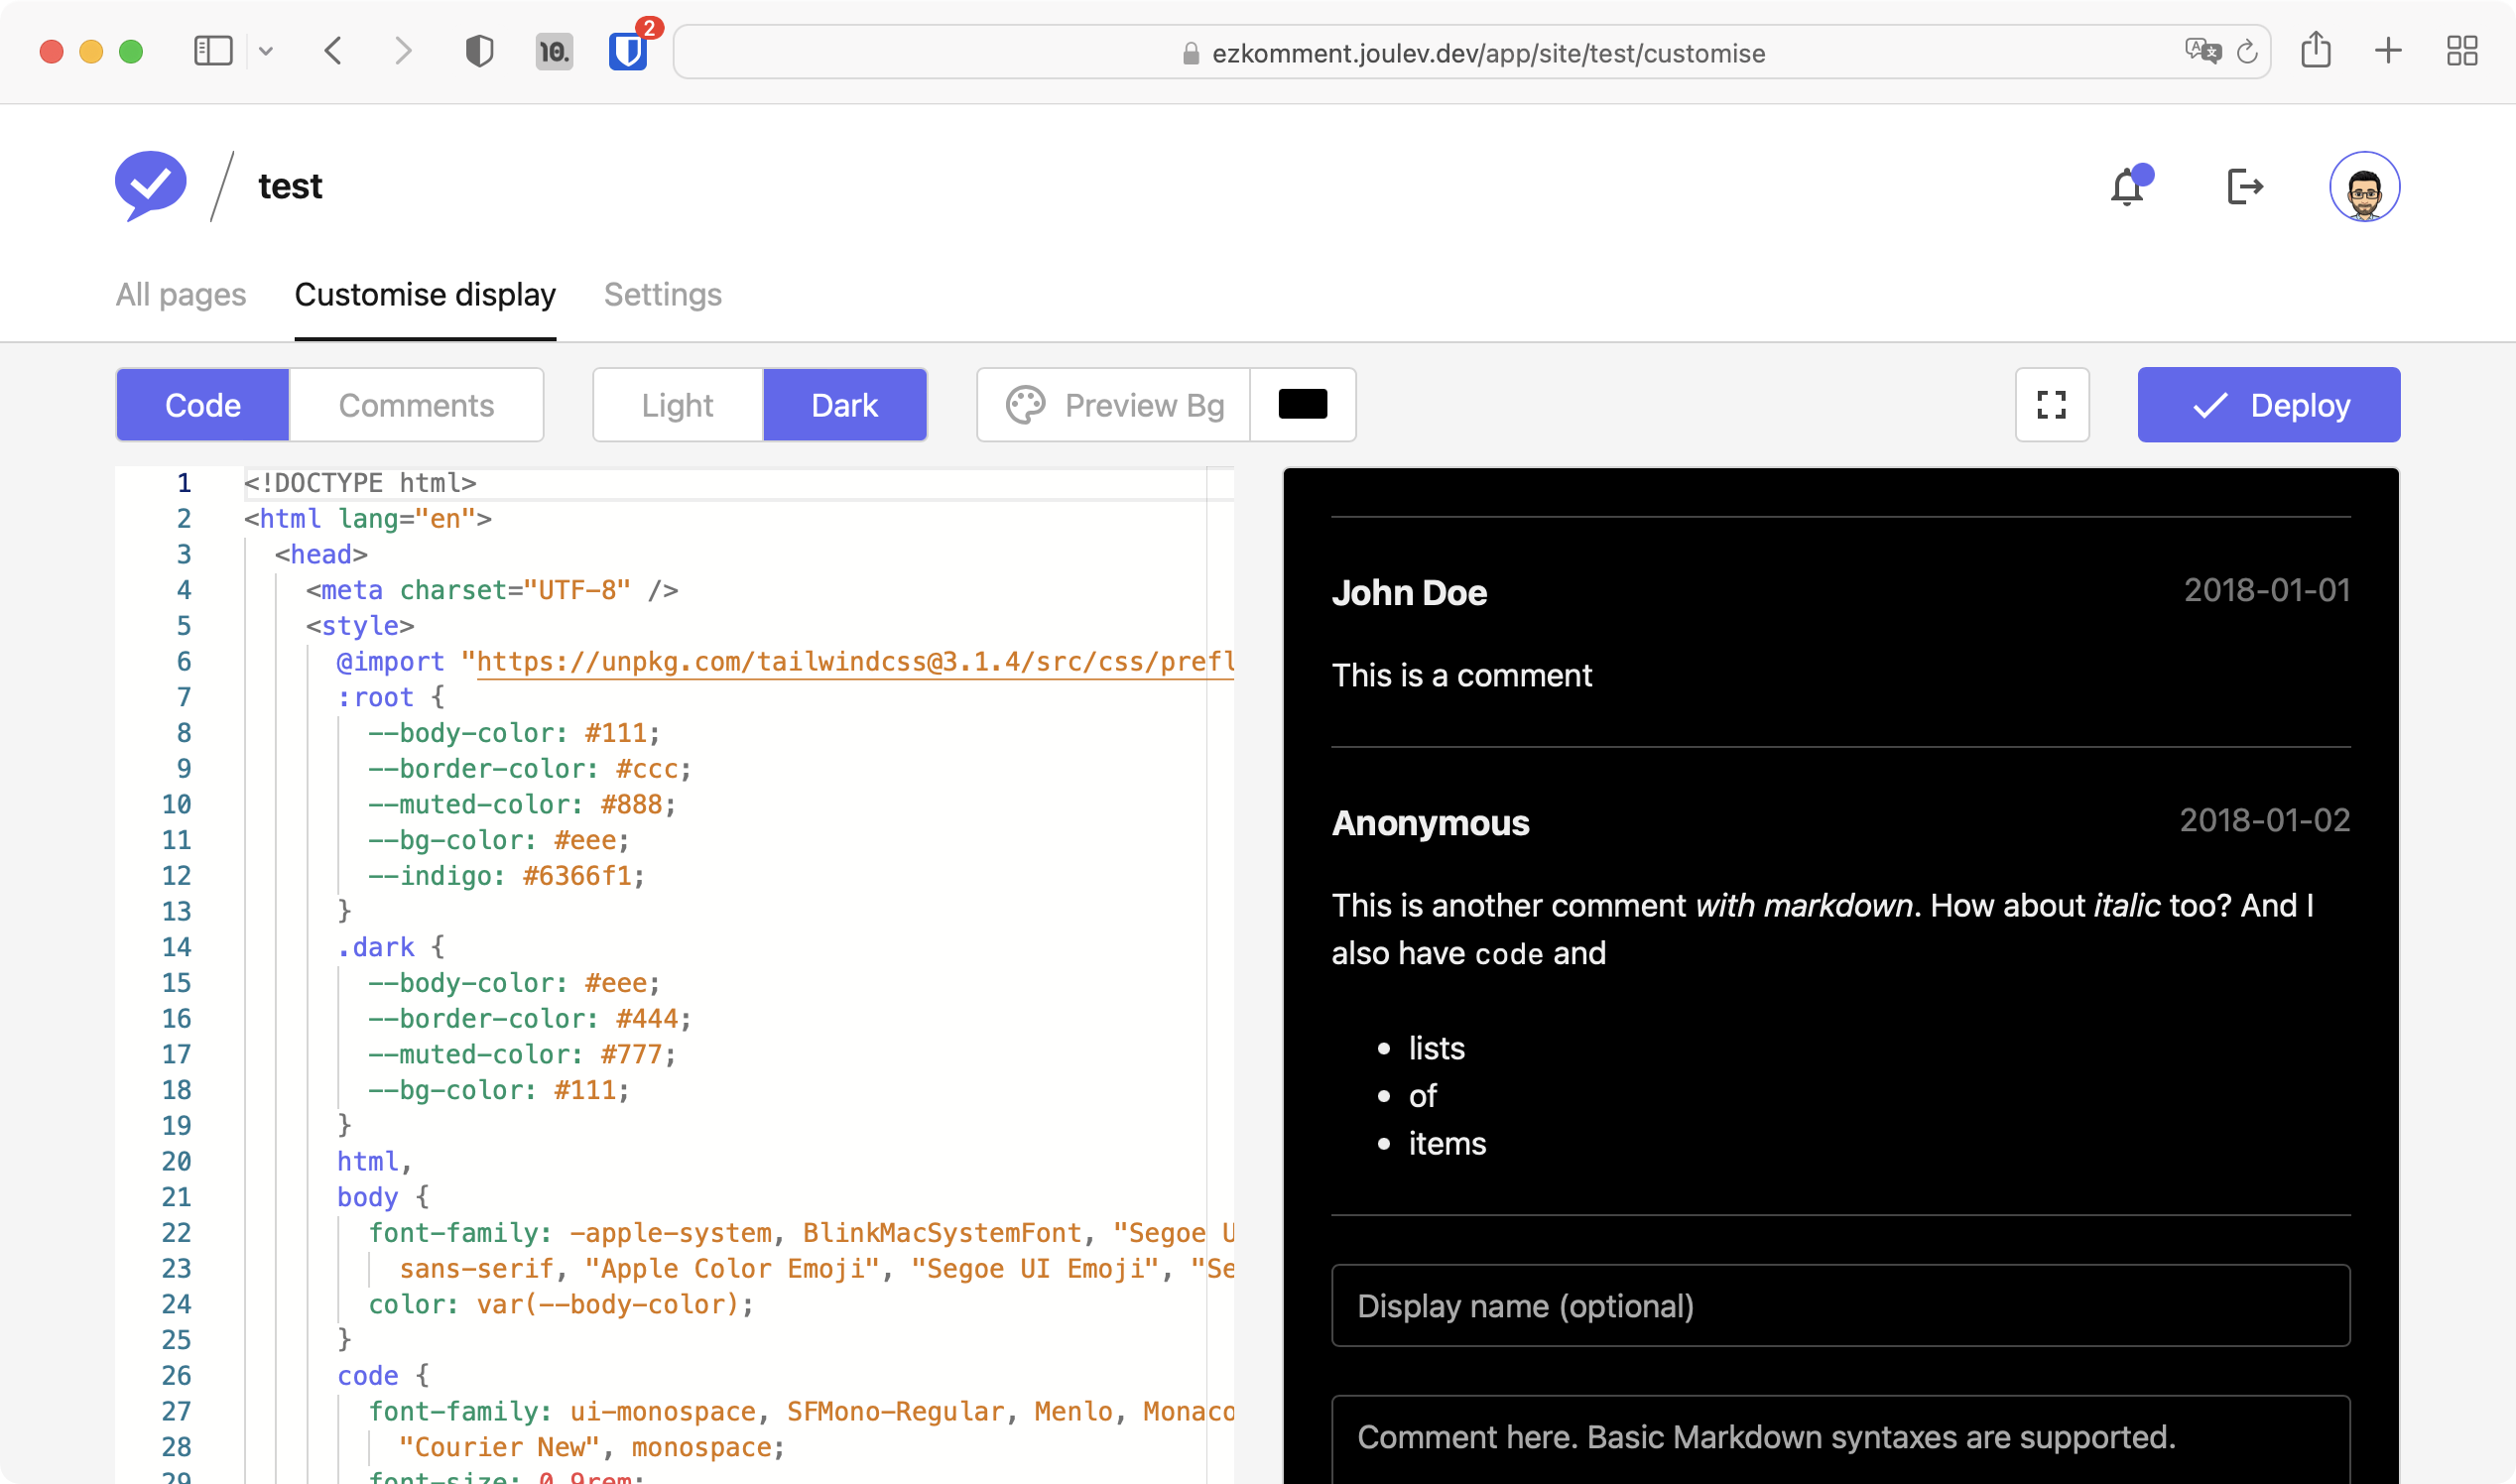 2
10.
ezkomment.joulev.dev/app/site/test/customise
test
All pages
Customise display
Settings
Code
Comments
Light
Dark
Preview Bg
Deploy
1 <!DOCTYPE html>
2 <html lang="en">
3 <head>
4 <meta charset="UTF-8" />
5 <style>
6 @import "https://unpkg.com/tailwindcss@3.1.4/src/css/prefl
7 :root {
8 --body-color: #111;
9 --border-color: #ccc;
10 --muted-color: #888;
11 --bg-color: #eee;
12 --indigo: #6366f1;
13 }
14 .dark {
15 --body-color: #eee;
16 --border-color: #444;
17 --muted-color: #777;
18 --bg-color: #111;
19 }
20 html,
21 body {
22 font-family: -apple-system, BlinkMacSystemFont, "Segoe U
23 sans-serif, "Apple Color Emoji", "Segoe UI Emoji", "Se
24 color: var(--body-color);
25 }
26 code {
27 font-family: ui-monospace, SFMono-Regular, Menlo, Monaco
28 "Courier New", monospace;
29 font-size: 0.9rem;
John Doe
2018-01-01
This is a comment
Anonymous
2018-01-02
This is another comment with markdown. How about italic too? And I
also have code and
• lists
• of
• items
Display name (optional)
Comment here. Basic Markdown syntaxes are supported.